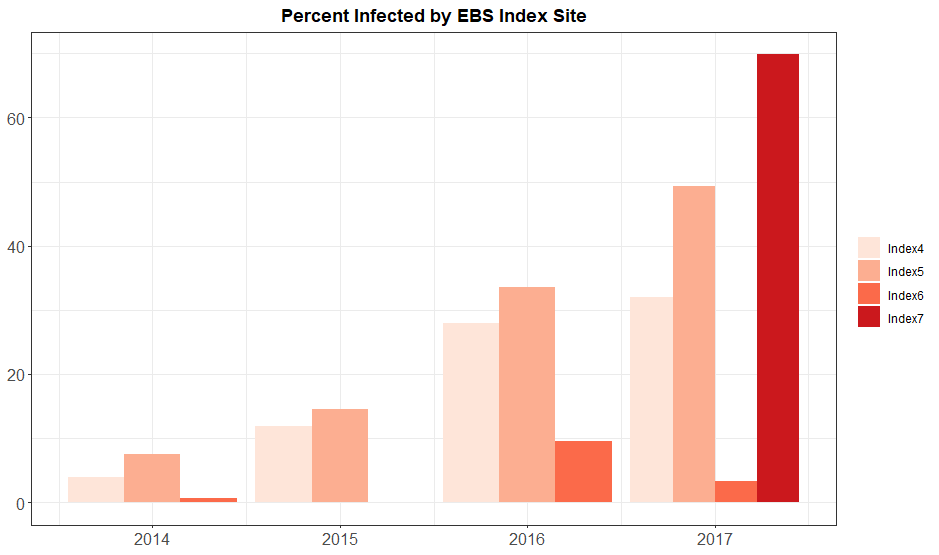 Percent Infected by EBS Index Site
60
40
20
0
2014 2015 2016 2017
Index4
Index5
Index6
Index7